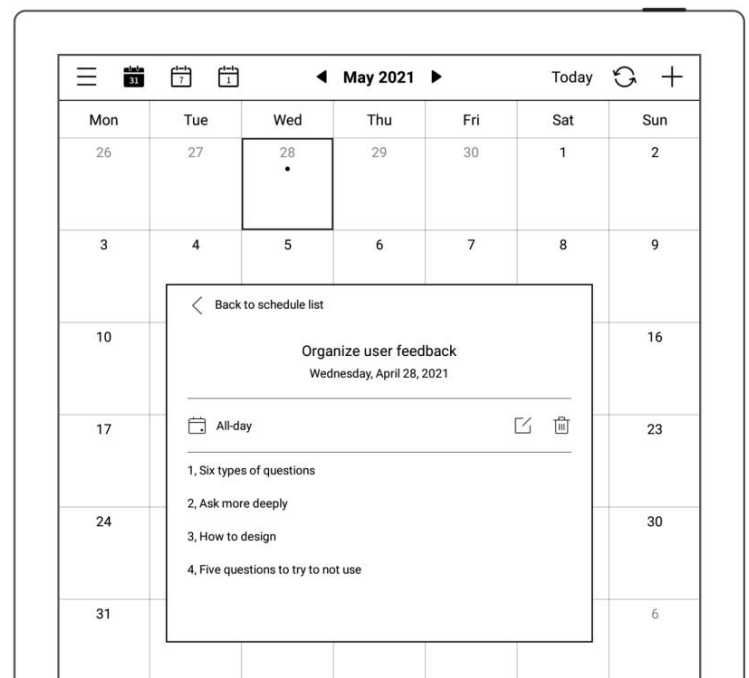 31 7 1 May 2021 Today
Mon Tue Wed Thu Fri Sat Sun
26 27 28 29 30 1 2
3 4 5 6 7 8 9
Back to schedule list
10 16
Organize user feedback
Wednesday, April 28, 2021
17 All-day 23
1, Six types of questions
2, Ask more deeply
24 30
3, How to design
4, Five questions to try to not use
31 6